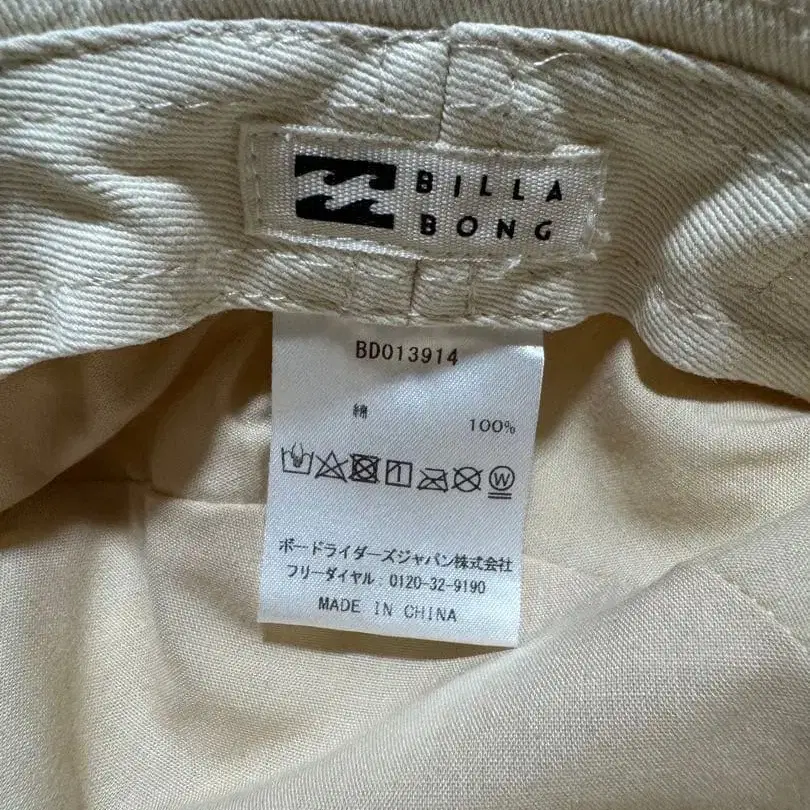 BILLA
BONG
BD013914
綿 100%
W
ボードライダーズジャパン株式会社
フリーダイヤル：0120-32-9190
MADE IN CHINA